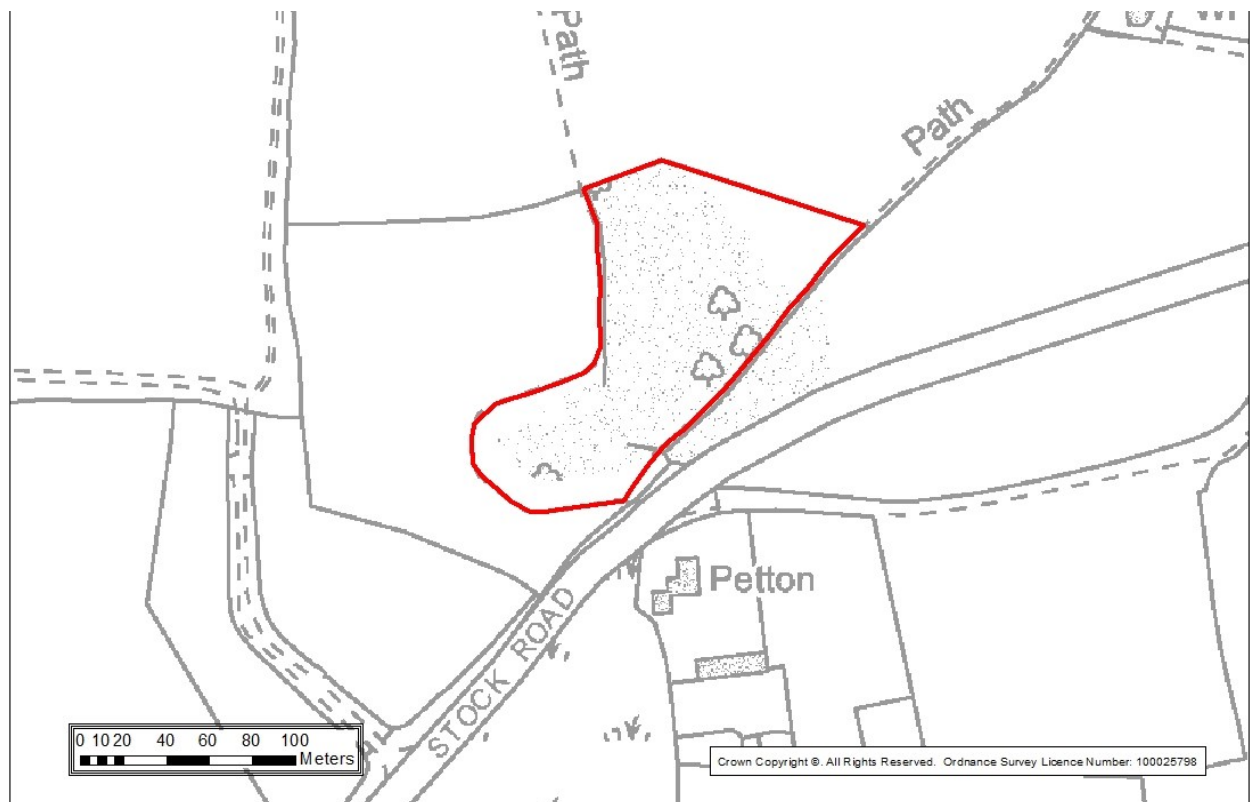 Path
Path
Petton
STOCK ROAD
0 10 20 40 60 80 100
Meters
Crown Copyright ©. All Rights Reserved. Ordnance Survey Licence Number: 100025798